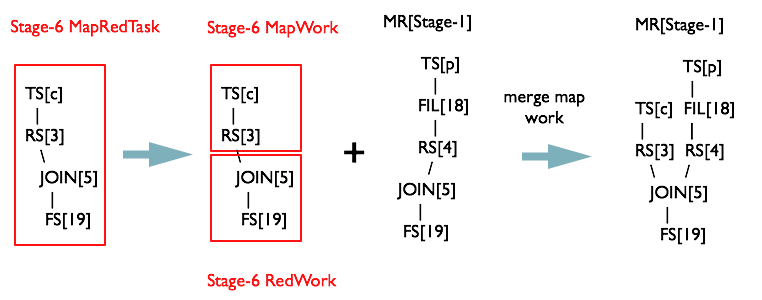 Stage-6 MapRedTask
TS[c]
RS[3]
JOIN[5]
FS[19]
Stage-6 MapWork
TS[c]
RS[3]
JOIN[5]
FS[19]
Stage-6 RedWork
+
MR[Stage-1]
TS[p]
FIL[18]
RS[4]
JOIN[5]
FS[19]
merge map
work
MR[Stage-1]
TS[p]
TS[c] FIL[18]
RS[3] RS[4]
JOIN[5]
FS[19]